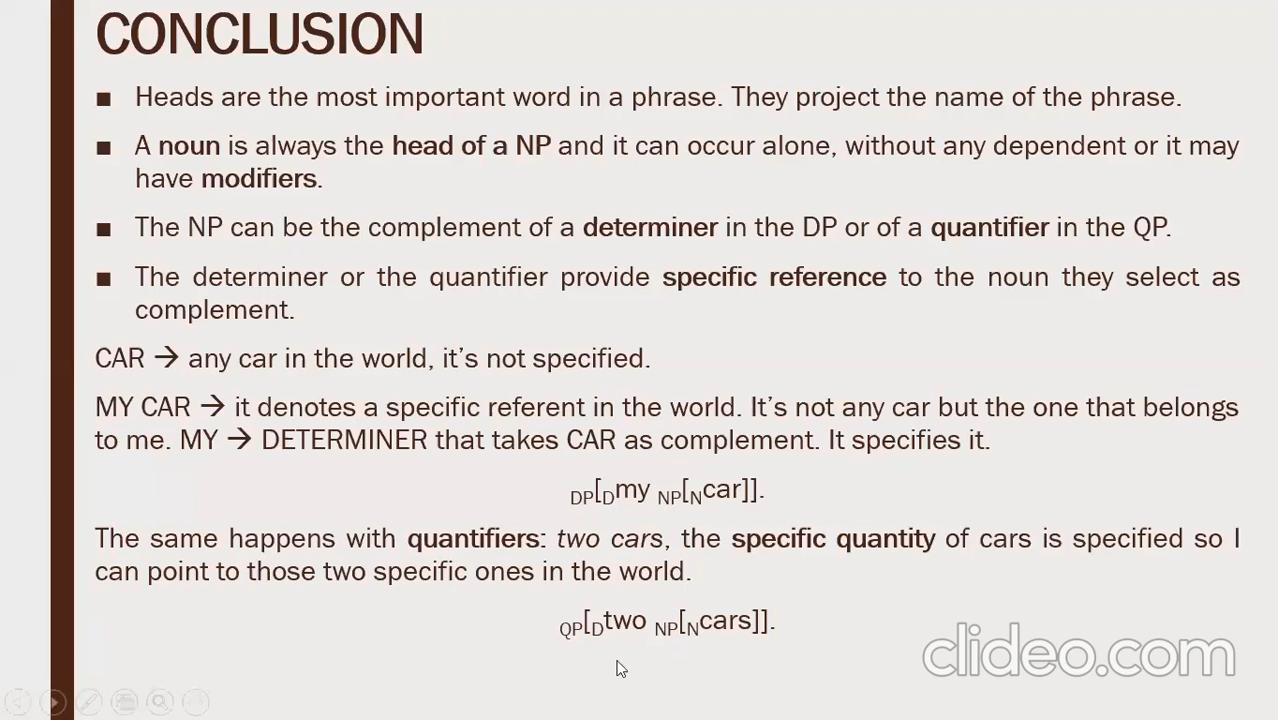 CONCLUSION
■ Heads are the most important word in a phrase. They project the name of the phrase.
■ A noun is always the head of a NP and it can occur alone, without any dependent or it may
have modifiers.
■ The NP can be the complement of a determiner in the DP or of a quantifier in the QP.
■ The determiner or the quantifier provide specific reference to the noun they select as
complement.
CAR → any car in the world, it’s not specified.
MY CAR → it denotes a specific referent in the world. It’s not any car but the one that belongs
to me. MY → DETERMINER that takes CAR as complement. It specifies it.
DP[Dmy NP[Ncar]].
The same happens with quantifiers: two cars, the specific quantity of cars is specified so I
can point to those two specific ones in the world.
QP[Dtwo NP[Ncars]].
clideo.com